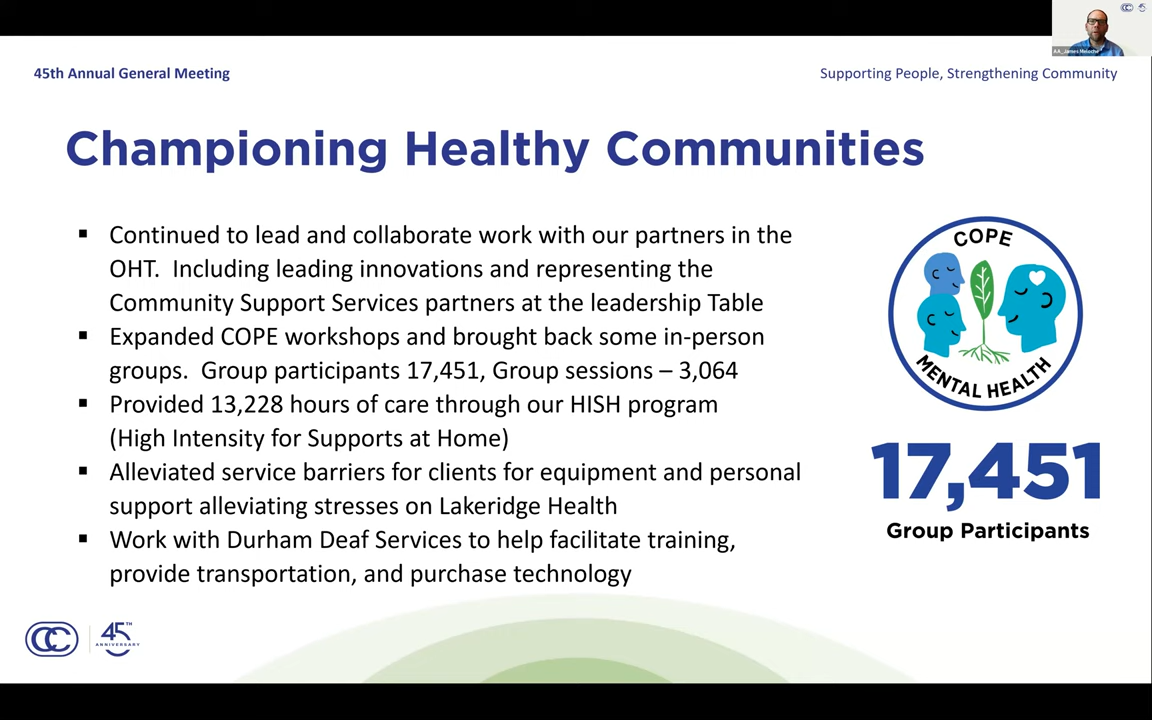 45th Annual General Meeting
Supporting People, Strengthening Community
Championing Healthy Communities
▪ Continued to lead and collaborate work with our partners in the
OHT. Including leading innovations and representing the
Community Support Services partners at the leadership Table
▪ Expanded COPE workshops and brought back some in-person
groups. Group participants 17,451, Group sessions – 3,064
▪ Provided 13,228 hours of care through our HISH program
(High Intensity for Supports at Home)
▪ Alleviated service barriers for clients for equipment and personal
support alleviating stresses on Lakeridge Health
▪ Work with Durham Deaf Services to help facilitate training,
provide transportation, and purchase technology
COPE
MENTAL HEALTH
17,451
Group Participants
CCC
45TH
ANNIVERSARY
AA_James Meloche